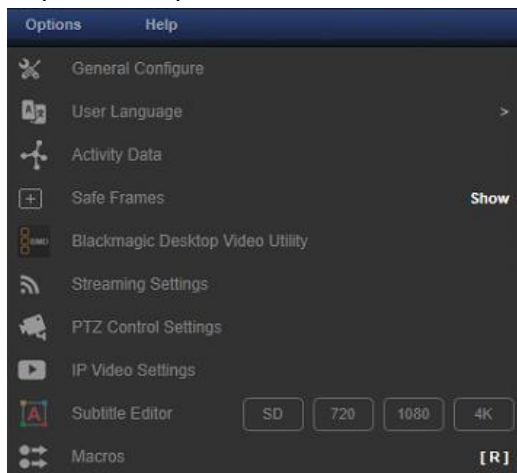 Options Help
General Configure
User Language >
Activity Data
Safe Frames Show
BMD Blackmagic Desktop Video Utility
Streaming Settings
PTZ Control Settings
IP Video Settings
A Subtitle Editor SD 720 1080 4K
Macros [R]